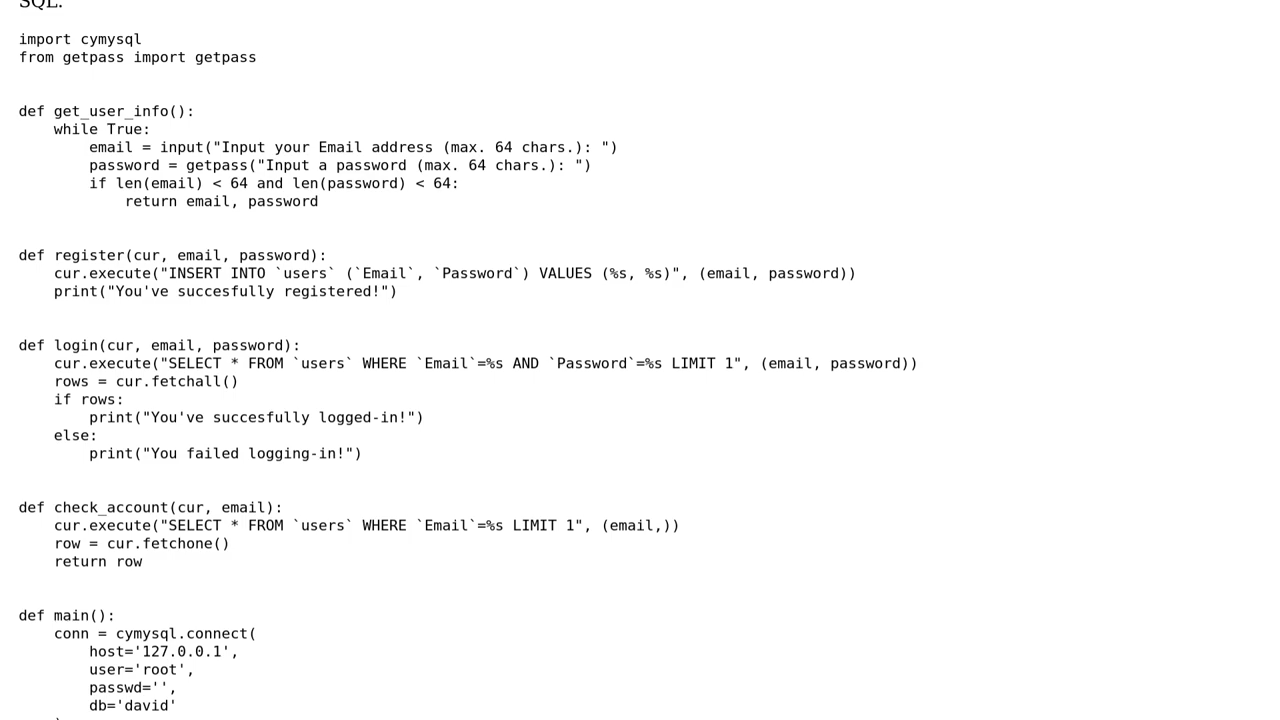 SQL.
import cymysql
from getpass import getpass
def get_user_info():
    while True:
        email = input("Input your Email address (max. 64 chars.): ")
        password = getpass("Input a password (max. 64 chars.): ")
        if len(email) < 64 and len(password) < 64:
            return email, password
def register(cur, email, password):
    cur.execute("INSERT INTO `users` (`Email`, `Password`) VALUES (%s, %s)", (email, password))
    print("You've succesfully registered!")
def login(cur, email, password):
    cur.execute("SELECT * FROM `users` WHERE `Email`=%s AND `Password`=%s LIMIT 1", (email, password))
    rows = cur.fetchall()
    if rows:
        print("You've succesfully logged-in!")
    else:
        print("You failed logging-in!")
def check_account(cur, email):
    cur.execute("SELECT * FROM `users` WHERE `Email`=%s LIMIT 1", (email,))
    row = cur.fetchone()
    return row
def main():
    conn = cymysql.connect(
        host='127.0.0.1',
        user='root',
        passwd='',
        db='david'